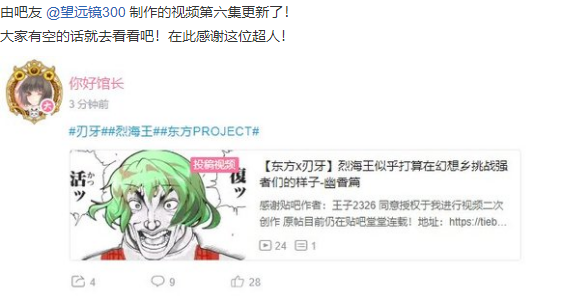 由吧友 @望远镜300 制作的视频第六集更新了！
大家有空的话就去看看吧！在此感谢这位超人！
你好馆长
大
3 分钟前
#刃牙##烈海王##东方PROJECT#
投稿视频
活ッ
かつ
复ッ
【东方x刃牙】烈海王似乎打算在幻想乡挑战强
者们的样子-幽香篇
感谢贴吧作者：王子2326 同意授权于我进行视频二次
创作 原帖目前仍在贴吧堂堂连载！地址：https://tieb...
24 1
4 9 28